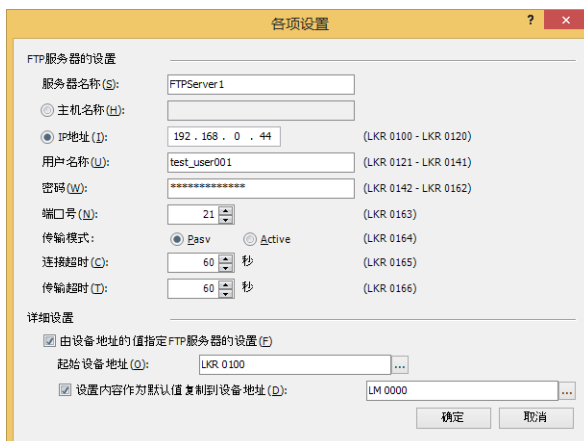 各项设置
? ×
FTP服务器的设置
服务器名称(S): FTPServer1
主机名称(H):
IP地址(I): 192 . 168 . 0 . 44 (LKR 0100 - LKR 0120)
用户名称(U): test_user001 (LKR 0121 - LKR 0141)
密码(W): ************* (LKR 0142 - LKR 0162)
端口号(N): 21 (LKR 0163)
传输模式: Pasv Active (LKR 0164)
连接超时(C): 60 秒 (LKR 0165)
传输超时(T): 60 秒 (LKR 0166)
详细设置
由设备地址的值指定FTP服务器的设置(F)
起始设备地址(O): LKR 0100 ...
设置内容作为默认值复制到设备地址(D): LM 0000 ...
确定 取消